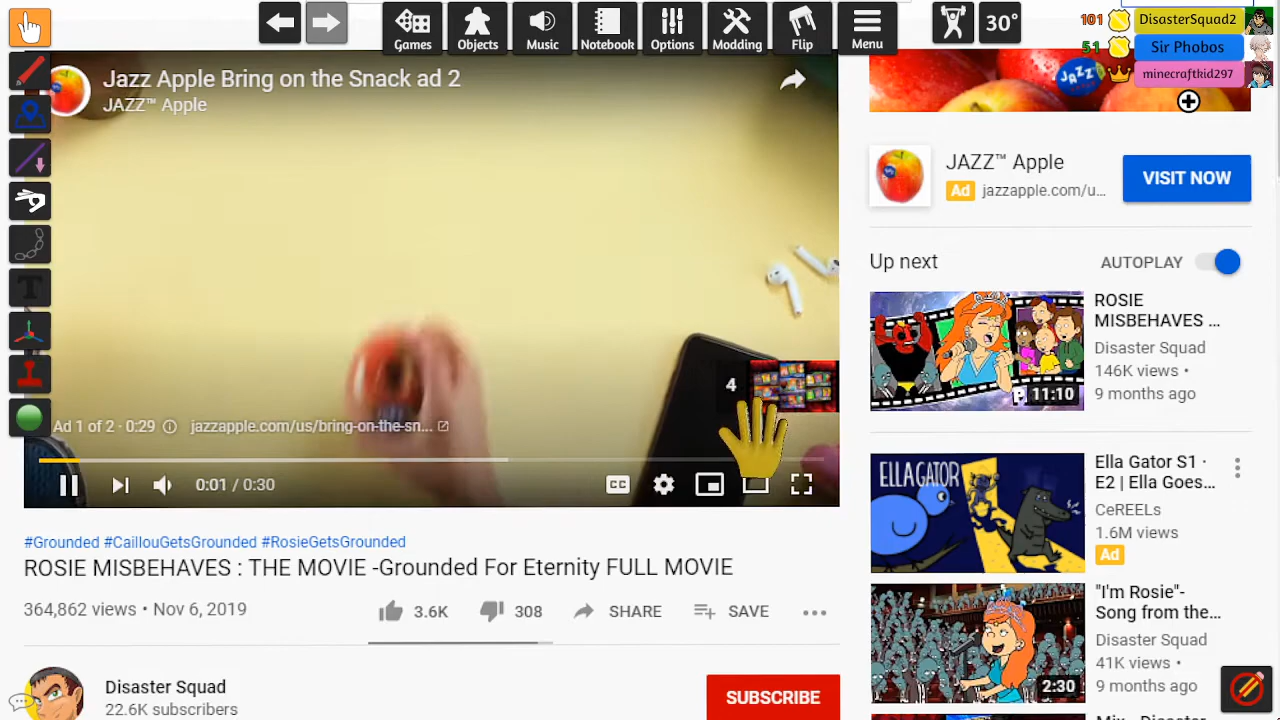 Games
Objects
Music
Notebook
Options
Modding
Flip
Menu
30°
101
DisasterSquad2
51
Sir Phobos
minecraftkid297
Jazz Apple Bring on the Snack ad 2
JAZZ™ Apple
4
Ad 1 of 2 · 0:29
jazzapple.com/us/bring-on-the-sn...
0:01 / 0:30
CC
#Grounded #CaillouGetsGrounded #RosieGetsGrounded
ROSIE MISBEHAVES : THE MOVIE -Grounded For Eternity FULL MOVIE
364,862 views • Nov 6, 2019
3.6K
308
SHARE
SAVE
Disaster Squad
22.6K subscribers
SUBSCRIBE
JAZZ
JAZZ™ Apple
Ad
jazzapple.com/u...
VISIT NOW
Up next
AUTOPLAY
11:10
ROSIE
MISBEHAVES ...
Disaster Squad
146K views •
9 months ago
ELLAGATOR
Ella Gator S1 ·
E2 | Ella Goes...
CeREELs
1.6M views
Ad
2:30
"I'm Rosie"-
Song from the...
Disaster Squad
41K views •
9 months ago